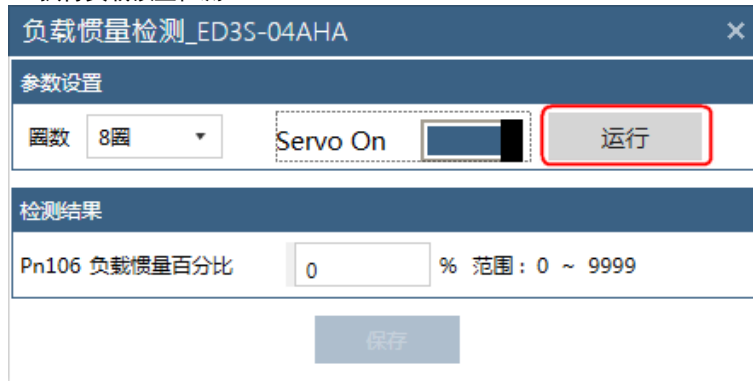 负载惯量检测_ED3S-04AHA ×
参数设置
圈数 8圈 Servo On 运行
检测结果
Pn106 负载惯量百分比 0 % 范围：0 ~ 9999
保存